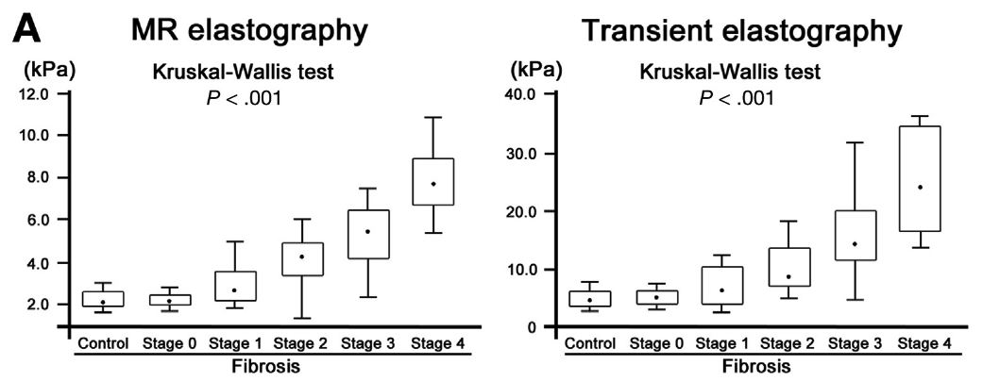 A
MR elastography
(kPa)
Kruskal-Wallis test
P < .001
12.0
10.0
8.0
6.0
4.0
2.0
Control Stage 0 Stage 1 Stage 2 Stage 3 Stage 4
Fibrosis
Transient elastography
(kPa)
Kruskal-Wallis test
P < .001
40.0
30.0
20.0
10.0
0
Control Stage 0 Stage 1 Stage 2 Stage 3 Stage 4
Fibrosis